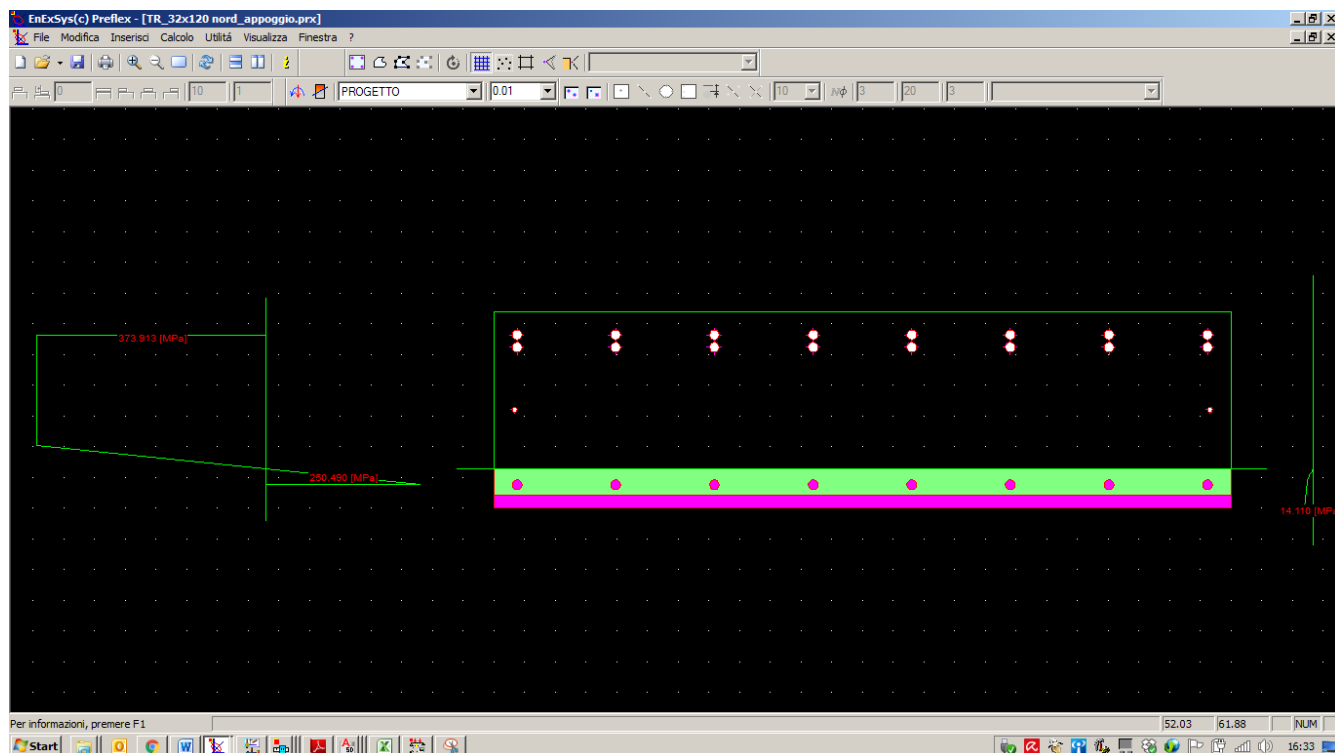 EnExSys(c) Preflex - [TR_32x120 nord_appoggio.prx]
File Modifica Inserisci Calcolo Utilitá Visualizza Finestra ?
0 10 1 PROGETTO 0.01 10 Nϕ 3 20 3
373.913 [MPa]
250.490 [MPa]
14.110 [MPa
Per informazioni, premere F1 52.03 61.88 NUM
Start 16:33